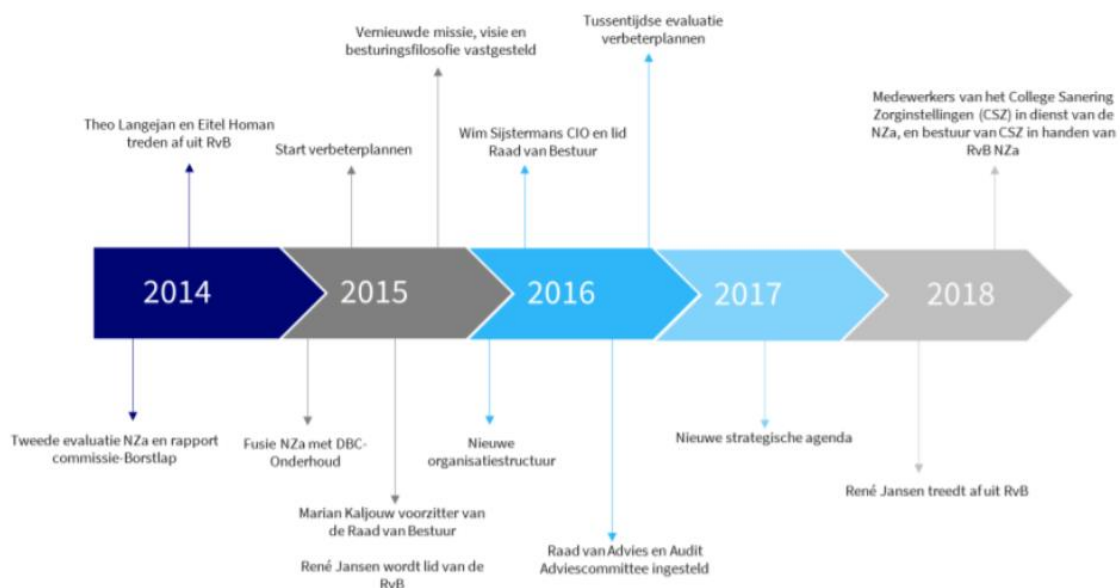 Tussentijdse evaluatie
verbeterplannen
Vernieuwde missie, visie en
besturingsfilosofie vastgesteld
Medewerkers van het College Sanering
Zorginstellingen (CSZ) in dienst van de
NZa, en bestuur van CSZ in handen van
RvB NZa
Theo Langejan en Eitel Homan
treden af uit RvB
Start verbeterplannen
Wim Sijstermans CIO en lid
Raad van Bestuur
2014
2015
2016
2017
2018
Tweede evaluatie NZa en rapport
commissie-Borstlap
Fusie NZa met DBC-
Onderhoud
Nieuwe
organisatiestructuur
Nieuwe strategische agenda
René Jansen treedt af uit RvB
Marian Kaljouw voorzitter van
de Raad van Bestuur
René Jansen wordt lid van de
RvB
Raad van Advies en Audit
Adviescommittee ingesteld